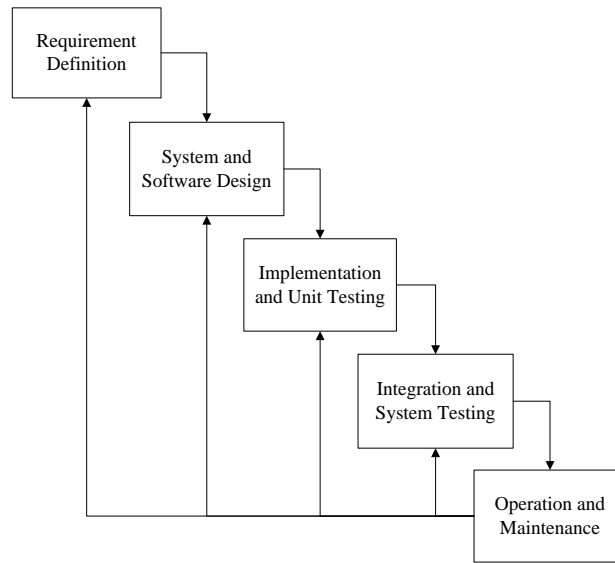 Requirement
Definition
System and
Software Design
Implementation
and Unit Testing
Integration and
System Testing
Operation and
Maintenance